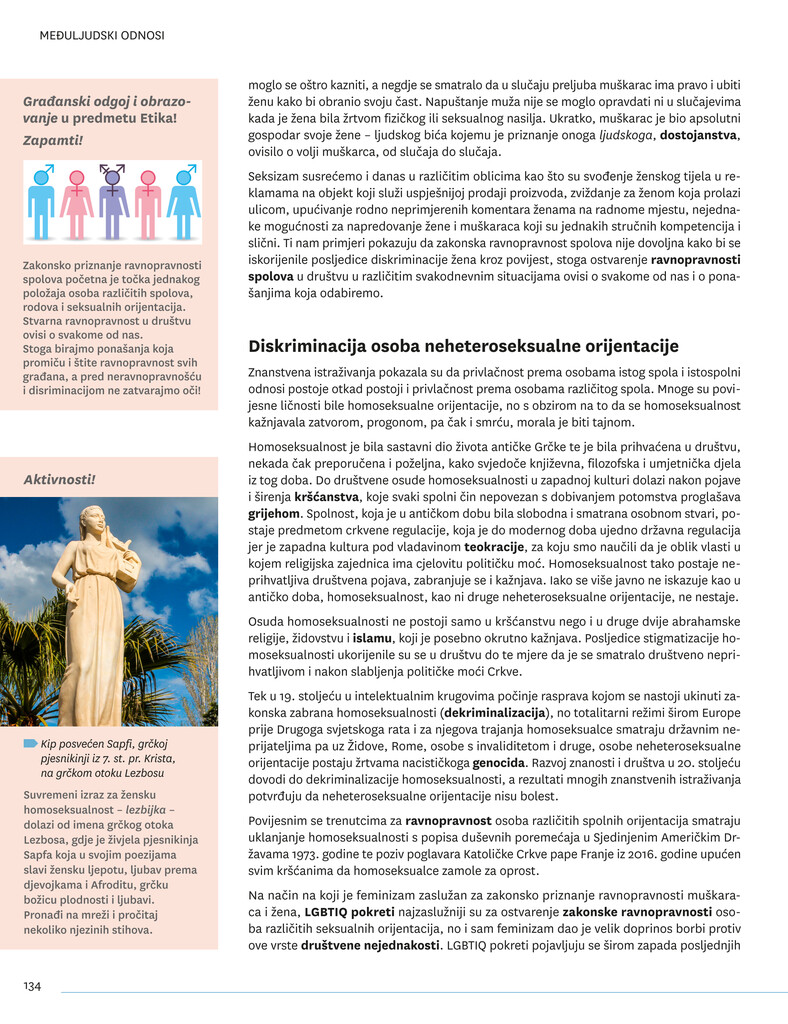 MEĐULJUDSKI ODNOSI
Građanski odgoj i obrazo-
vanje u predmetu Etika!
Zapamti!
Zakonsko priznanje ravnopravnosti
spolova početna je točka jednakog
položaja osoba različitih spolova,
rodova i seksualnih orijentacija.
Stvarna ravnopravnost u društvu
ovisi o svakome od nas.
Stoga birajmo ponašanja koja
promiču i štite ravnopravnost svih
građana, a pred neravnopravnošću
i disriminacijom ne zatvarajmo oči!
Aktivnosti!
Kip posvećen Sapfi, grčkoj
pjesnikinji iz 7. st. pr. Krista,
na grčkom otoku Lezbosu
Suvremeni izraz za žensku
homoseksualnost – lezbijka –
dolazi od imena grčkog otoka
Lezbosa, gdje je živjela pjesnikinja
Sapfa koja u svojim poezijama
slavi žensku ljepotu, ljubav prema
djevojkama i Afroditu, grčku
božicu plodnosti i ljubavi.
Pronađi na mreži i pročitaj
nekoliko njezinih stihova.
moglo se oštro kazniti, a negdje se smatralo da u slučaju preljuba muškarac ima pravo i ubiti
ženu kako bi obranio svoju čast. Napuštanje muža nije se moglo opravdati ni u slučajevima
kada je žena bila žrtvom fizičkog ili seksualnog nasilja. Ukratko, muškarac je bio apsolutni
gospodar svoje žene – ljudskog bića kojemu je priznanje onoga ljudskoga, dostojanstva,
ovisilo o volji muškarca, od slučaja do slučaja.
Seksizam susrećemo i danas u različitim oblicima kao što su svođenje ženskog tijela u re-
klamama na objekt koji služi uspješnijoj prodaji proizvoda, zviždanje za ženom koja prolazi
ulicom, upućivanje rodno neprimjerenih komentara ženama na radnome mjestu, nejedna-
ke mogućnosti za napredovanje žene i muškaraca koji su jednakih stručnih kompetencija i
slični. Ti nam primjeri pokazuju da zakonska ravnopravnost spolova nije dovoljna kako bi se
iskorijenile posljedice diskriminacije žena kroz povijest, stoga ostvarenje ravnopravnosti
spolova u društvu u različitim svakodnevnim situacijama ovisi o svakome od nas i o pona-
šanjima koja odabiremo.
Diskriminacija osoba neheteroseksualne orijentacije
Znanstvena istraživanja pokazala su da privlačnost prema osobama istog spola i istospolni
odnosi postoje otkad postoji i privlačnost prema osobama različitog spola. Mnoge su povi-
jesne ličnosti bile homoseksualne orijentacije, no s obzirom na to da se homoseksualnost
kažnjavala zatvorom, progonom, pa čak i smrću, morala je biti tajnom.
Homoseksualnost je bila sastavni dio života antičke Grčke te je bila prihvaćena u društvu,
nekada čak preporučena i poželjna, kako svjedoče književna, filozofska i umjetnička djela
iz tog doba. Do društvene osude homoseksualnosti u zapadnoj kulturi dolazi nakon pojave
i širenja kršćanstva, koje svaki spolni čin nepovezan s dobivanjem potomstva proglašava
grijehom. Spolnost, koja je u antičkom dobu bila slobodna i smatrana osobnom stvari, po-
staje predmetom crkvene regulacije, koja je do modernog doba ujedno državna regulacija
jer je zapadna kultura pod vladavinom teokracije, za koju smo naučili da je oblik vlasti u
kojem religijska zajednica ima cjelovitu političku moć. Homoseksualnost tako postaje ne-
prihvatljiva društvena pojava, zabranjuje se i kažnjava. Iako se više javno ne iskazuje kao u
antičko doba, homoseksualnost, kao ni druge neheteroseksualne orijentacije, ne nestaje.
Osuda homoseksualnosti ne postoji samo u kršćanstvu nego i u druge dvije abrahamske
religije, židovstvu i islamu, koji je posebno okrutno kažnjava. Posljedice stigmatizacije ho-
moseksualnosti ukorijenile su se u društvu do te mjere da je se smatralo društveno nepri-
hvatljivom i nakon slabljenja političke moći Crkve.
Tek u 19. stoljeću u intelektualnim krugovima počinje rasprava kojom se nastoji ukinuti za-
konska zabrana homoseksualnosti (dekriminalizacija), no totalitarni režimi širom Europe
prije Drugoga svjetskoga rata i za njegova trajanja homoseksualce smatraju državnim ne-
prijateljima pa uz Židove, Rome, osobe s invaliditetom i druge, osobe neheteroseksualne
orijentacije postaju žrtvama nacističkoga genocida. Razvoj znanosti i društva u 20. stoljeću
dovodi do dekriminalizacije homoseksualnosti, a rezultati mnogih znanstvenih istraživanja
potvrđuju da neheteroseksualne orijentacije nisu bolest.
Povijesnim se trenutcima za ravnopravnost osoba različitih spolnih orijentacija smatraju
uklanjanje homoseksualnosti s popisa duševnih poremećaja u Sjedinjenim Američkim Dr-
žavama 1973. godine te poziv poglavara Katoličke Crkve pape Franje iz 2016. godine upućen
svim kršćanima da homoseksualce zamole za oprost.
Na način na koji je feminizam zaslužan za zakonsko priznanje ravnopravnosti muškara-
ca i žena, LGBTIQ pokreti najzaslužniji su za ostvarenje zakonske ravnopravnosti oso-
ba različitih seksualnih orijentacija, no i sam feminizam dao je velik doprinos borbi protiv
ove vrste društvene nejednakosti. LGBTIQ pokreti pojavljuju se širom zapada posljednjih
134